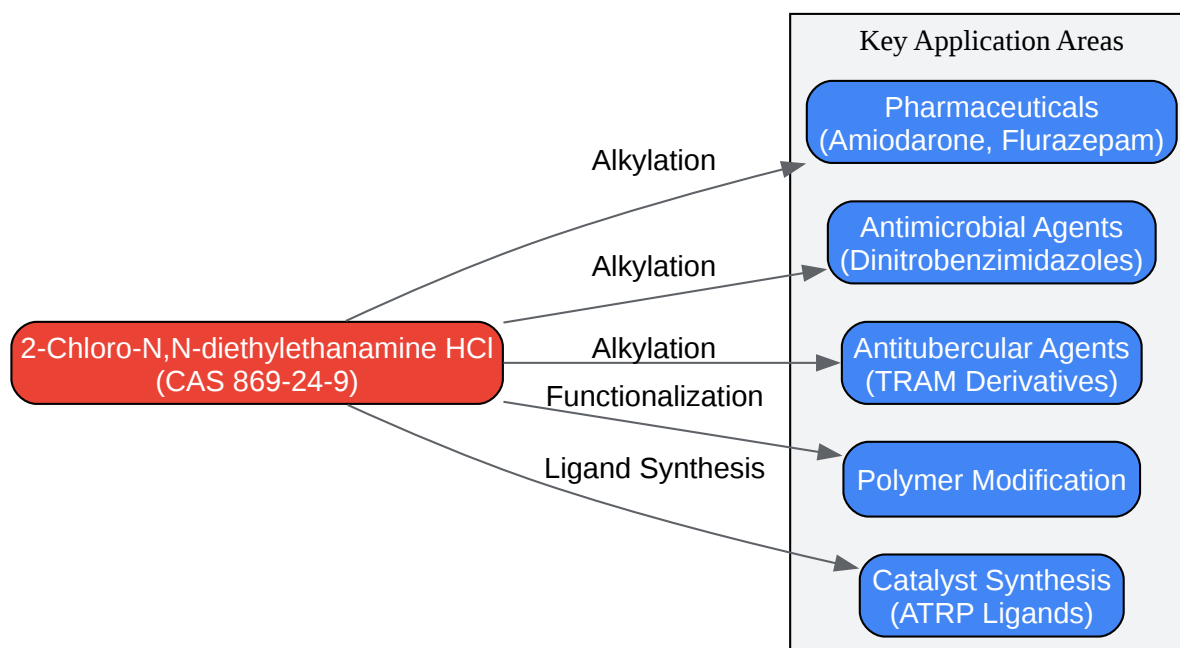 Key Application Areas
Pharmaceuticals
(Amiodarone, Flurazepam)
Alkylation
Antimicrobial Agents
(Dinitrobenzimidazoles)
Alkylation
2-Chloro-N,N-diethylethanamine HCl
(CAS 869-24-9)
Alkylation
Antitubercular Agents
(TRAM Derivatives)
Functionalization
Polymer Modification
Ligand Synthesis
Catalyst Synthesis
(ATRP Ligands)